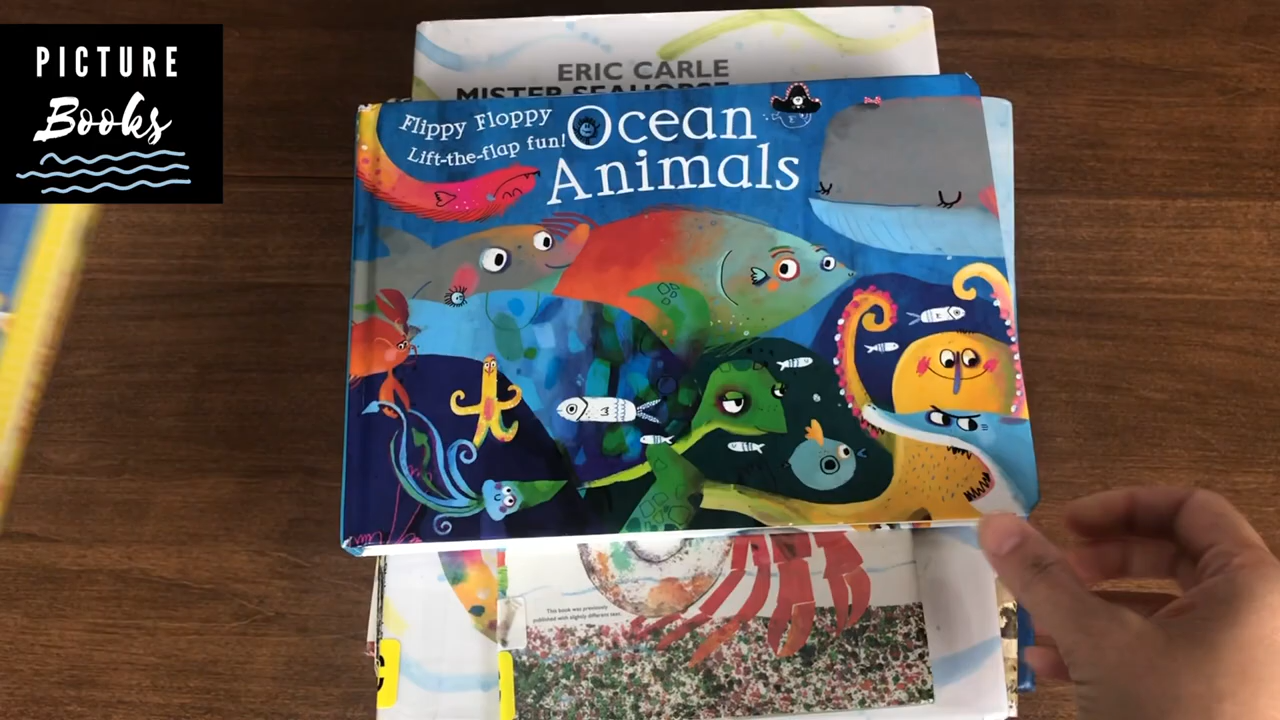 PICTURE
Books
ERIC CARLE
MISTER SEAHORSE
Flippy Floppy
Lift-the-flap fun!
Ocean
Animals
This book was previously
published with slightly different text.